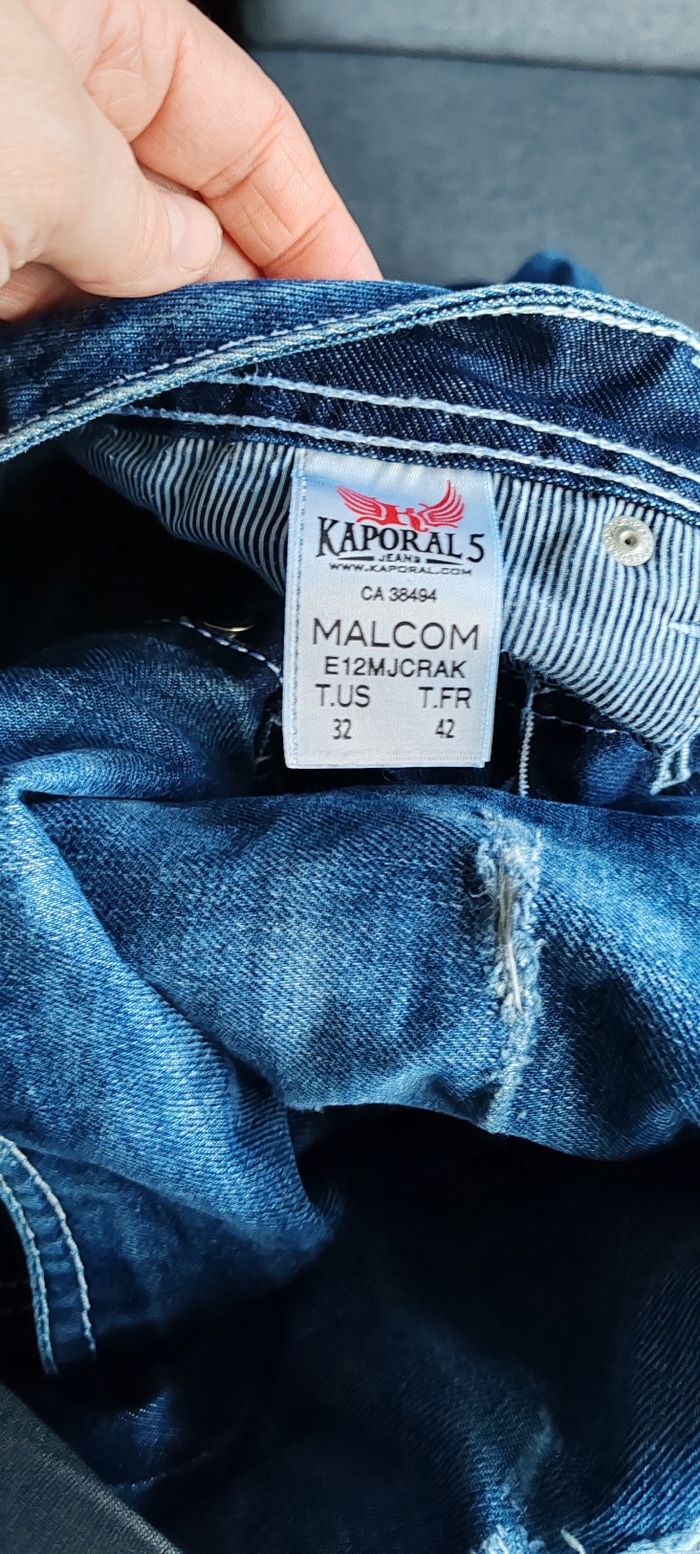 KAPORAL 5
JEANS
WWW.KAPORAL.COM
CA 38494
MALCOM
E12MJCRAK
T.US T.FR
32 42